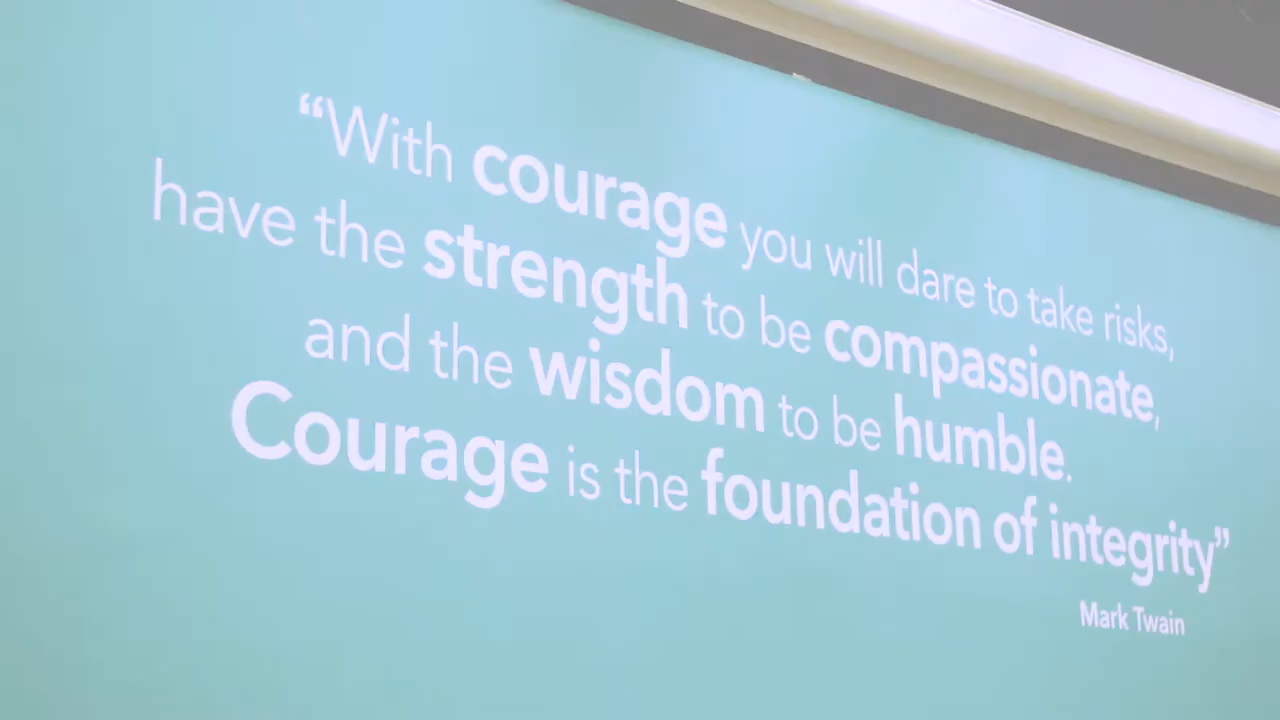 “With courage you will dare to take risks,
have the strength to be compassionate,
and the wisdom to be humble.
Courage is the foundation of integrity”
Mark Twain